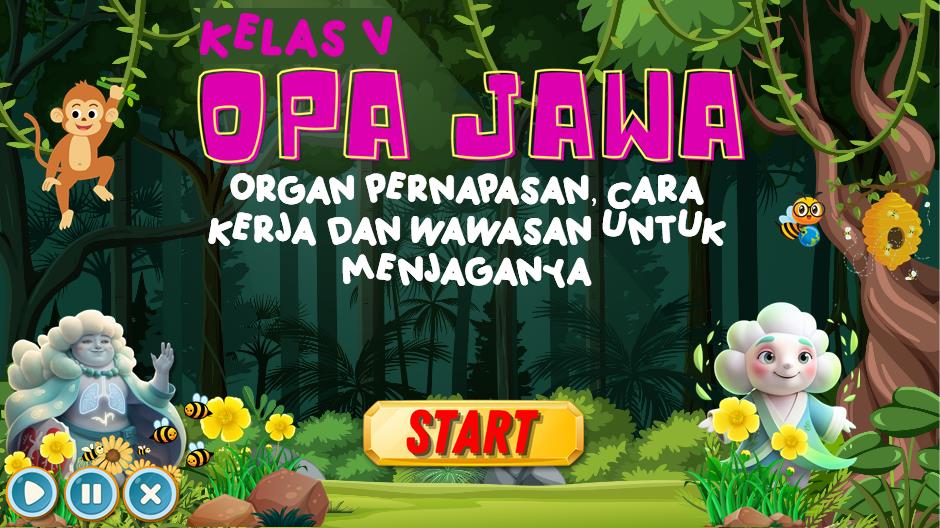 KELAS V
OPA JAWA
ORGAN PERNAPASAN, CARA
KERJA DAN WAWASAN UNTUK
MENJAGANYA
START